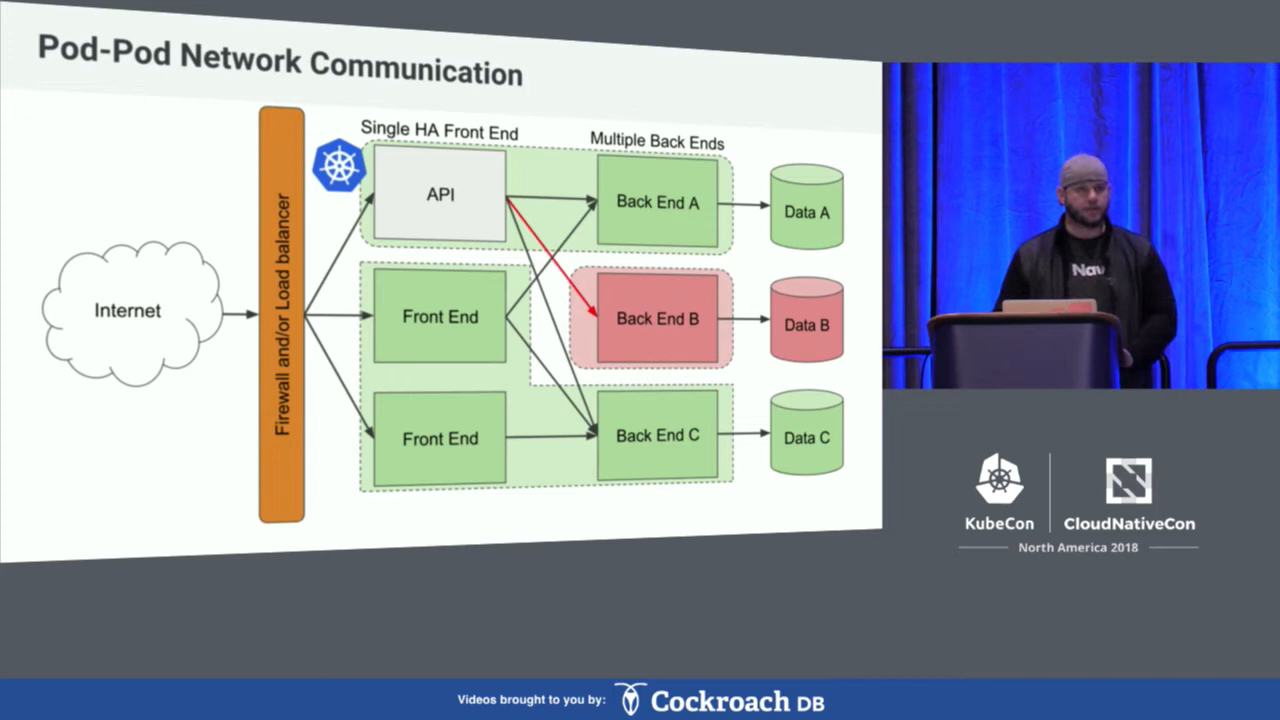 Pod-Pod Network Communication
Single HA Front End
Multiple Back Ends
API
Back End A
Data A
Internet
Firewall and/or Load balancer
Front End
Back End B
Data B
Front End
Back End C
Data C
KubeCon
CloudNativeCon
North America 2018
Videos brought to you by:
Cockroach DB